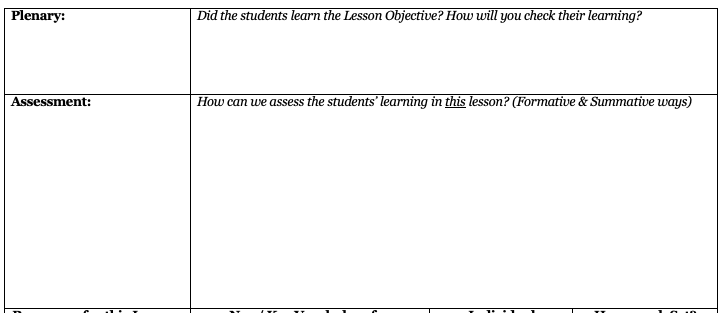 Plenary:
Did the students learn the Lesson Objective? How will you check their learning?
Assessment:
How can we assess the students' learning in this lesson? (Formative & Summative ways)